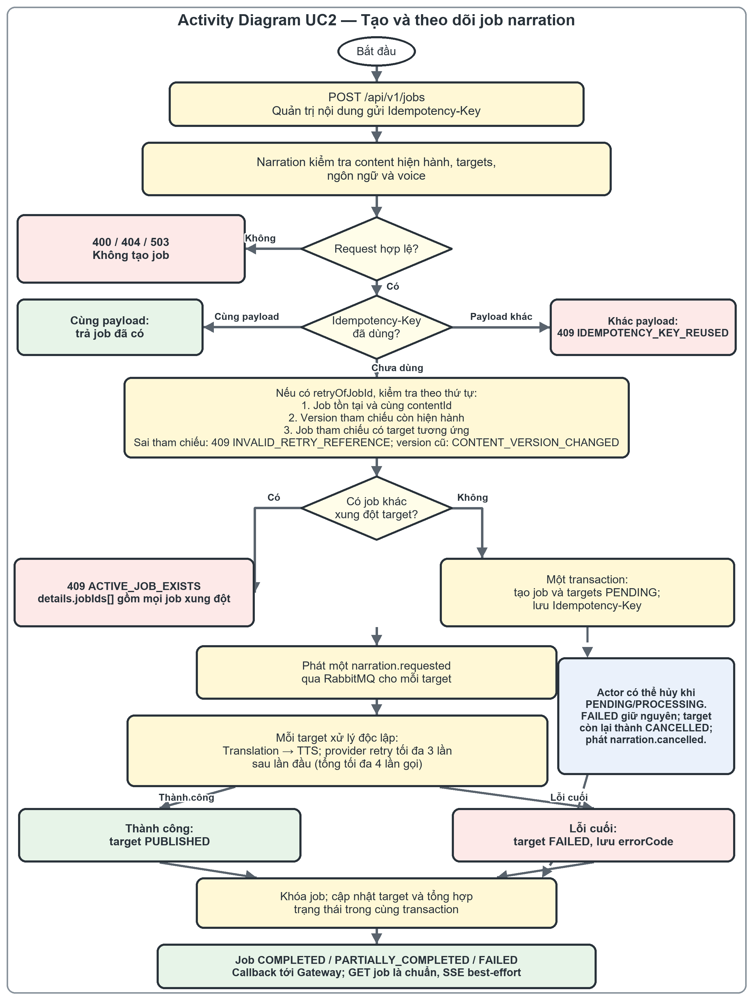 Activity Diagram UC2 — Tạo và theo dõi job narration
Bắt đầu
POST /api/v1/jobs
Quản trị nội dung gửi Idempotency-Key
Narration kiểm tra content hiện hành, targets,
ngôn ngữ và voice
400 / 404 / 503
Không tạo job
Không
Request hợp lệ?
Có
Cùng payload:
trả job đã có
Cùng payload
Idempotency-Key
đã dùng?
Payload khác
Khác payload:
409 IDEMPOTENCY_KEY_REUSED
Chưa dùng
Nếu có retryOfJobId, kiểm tra theo thứ tự:
1. Job tồn tại và cùng contentId
2. Version tham chiếu còn hiện hành
3. Job tham chiếu có target tương ứng
Sai tham chiếu: 409 INVALID_RETRY_REFERENCE; version cũ: CONTENT_VERSION_CHANGED
Có
Có job khác
xung đột target?
Không
409 ACTIVE_JOB_EXISTS
details.jobIds[] gồm mọi job xung đột
Một transaction:
tạo job và targets PENDING;
lưu Idempotency-Key
Phát một narration.requested
qua RabbitMQ cho mỗi target
Actor có thể hủy khi
PENDING/PROCESSING.
FAILED giữ nguyên; target
còn lại thành CANCELLED;
phát narration.cancelled.
Mỗi target xử lý độc lập:
Translation → TTS; provider retry tối đa 3 lần
sau lần đầu (tổng tối đa 4 lần gọi)
Thành công
Lỗi cuối
Thành công:
target PUBLISHED
Lỗi cuối:
target FAILED, lưu errorCode
Khóa job; cập nhật target và tổng hợp
trạng thái trong cùng transaction
Job COMPLETED / PARTIALLY_COMPLETED / FAILED
Callback tới Gateway; GET job là chuẩn, SSE best-effort